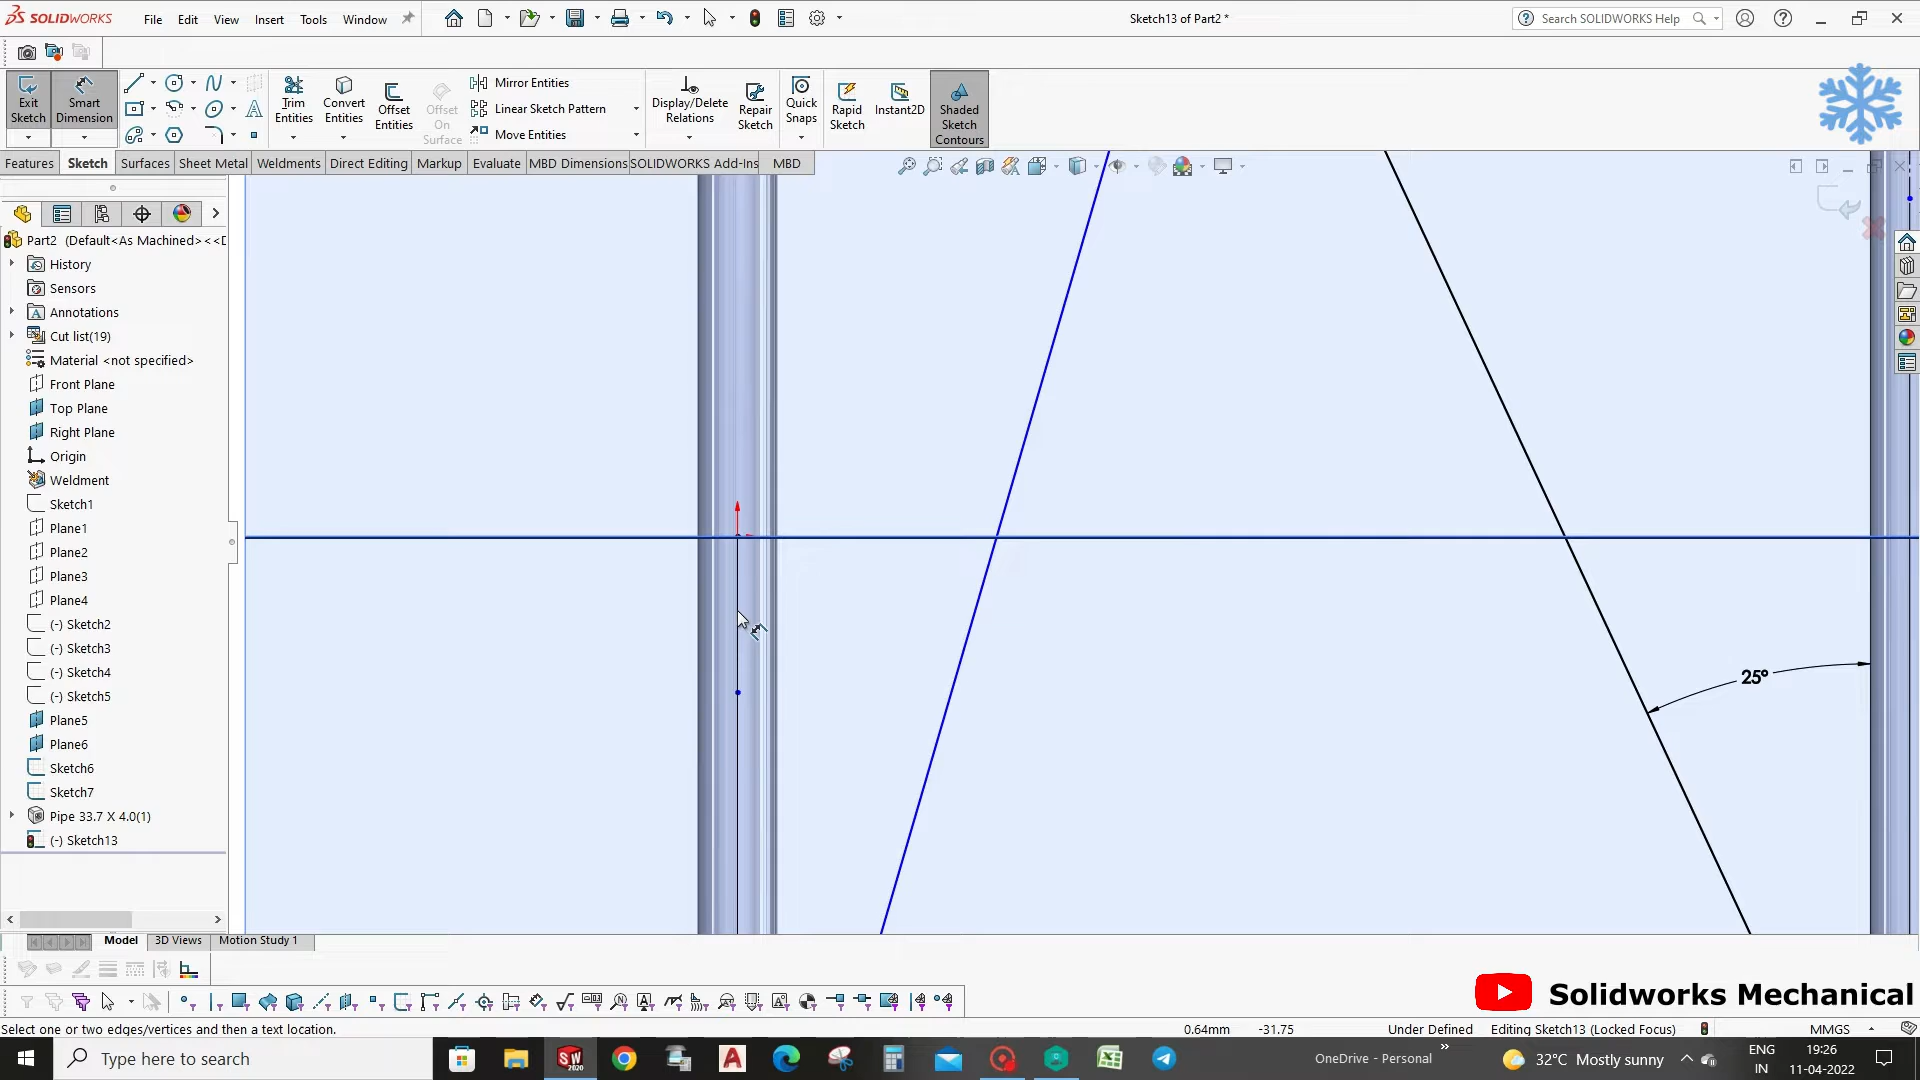 SOLIDWORKS File Edit View Insert Tools Window Sketch13 of Part2 * Search SOLIDWORKS Help
Exit Sketch Smart Dimension Trim Entities Convert Entities Offset Entities Offset On Surface Mirror Entities Linear Sketch Pattern Move Entities Display/Delete Relations Repair Sketch Quick Snaps Rapid Sketch Instant2D Shaded Sketch Contours
Features Sketch Surfaces Sheet Metal Weldments Direct Editing Markup Evaluate MBD Dimensions SOLIDWORKS Add-Ins MBD
Part2 (Default<As Machined><<D
History
Sensors
Annotations
Cut list(19)
Material <not specified>
Front Plane
Top Plane
Right Plane
Origin
Weldment
Sketch1
Plane1
Plane2
Plane3
Plane4
(-) Sketch2
(-) Sketch3
(-) Sketch4
(-) Sketch5
Plane5
Plane6
Sketch6
Sketch7
Pipe 33.7 X 4.0(1)
(-) Sketch13
25°
Model 3D Views Motion Study 1
Solidworks Mechanical
Select one or two edges/vertices and then a text location. 0.64mm -31.75 Under Defined Editing Sketch13 (Locked Focus) MMGS
Type here to search OneDrive - Personal 32°C Mostly sunny ENG IN 19:26 11-04-2022